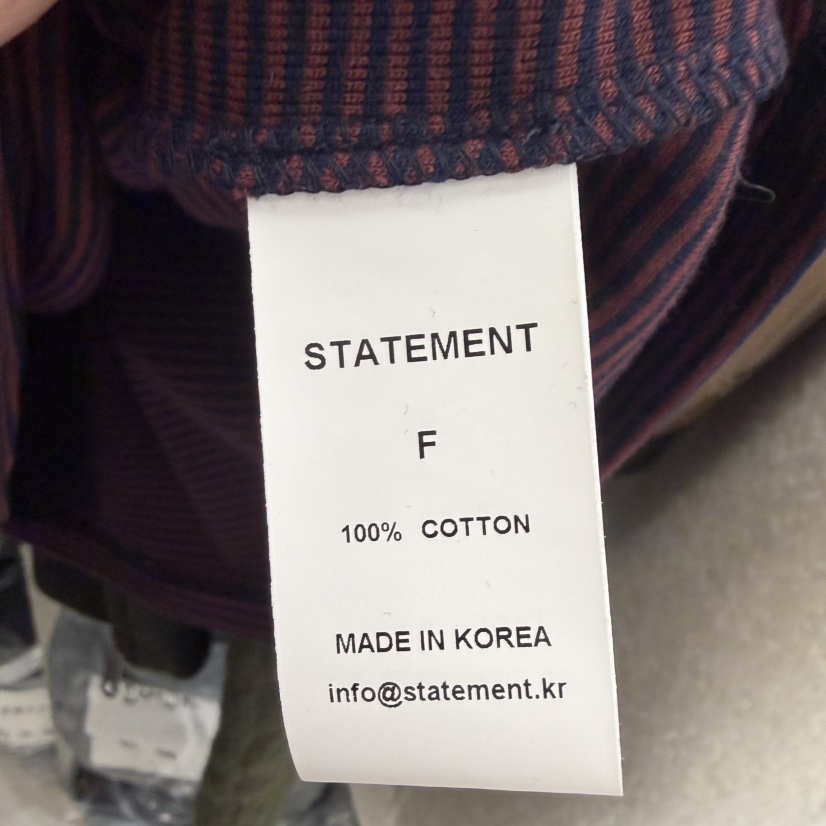 STATEMENT
F
100% COTTON
MADE IN KOREA
info@statement.kr